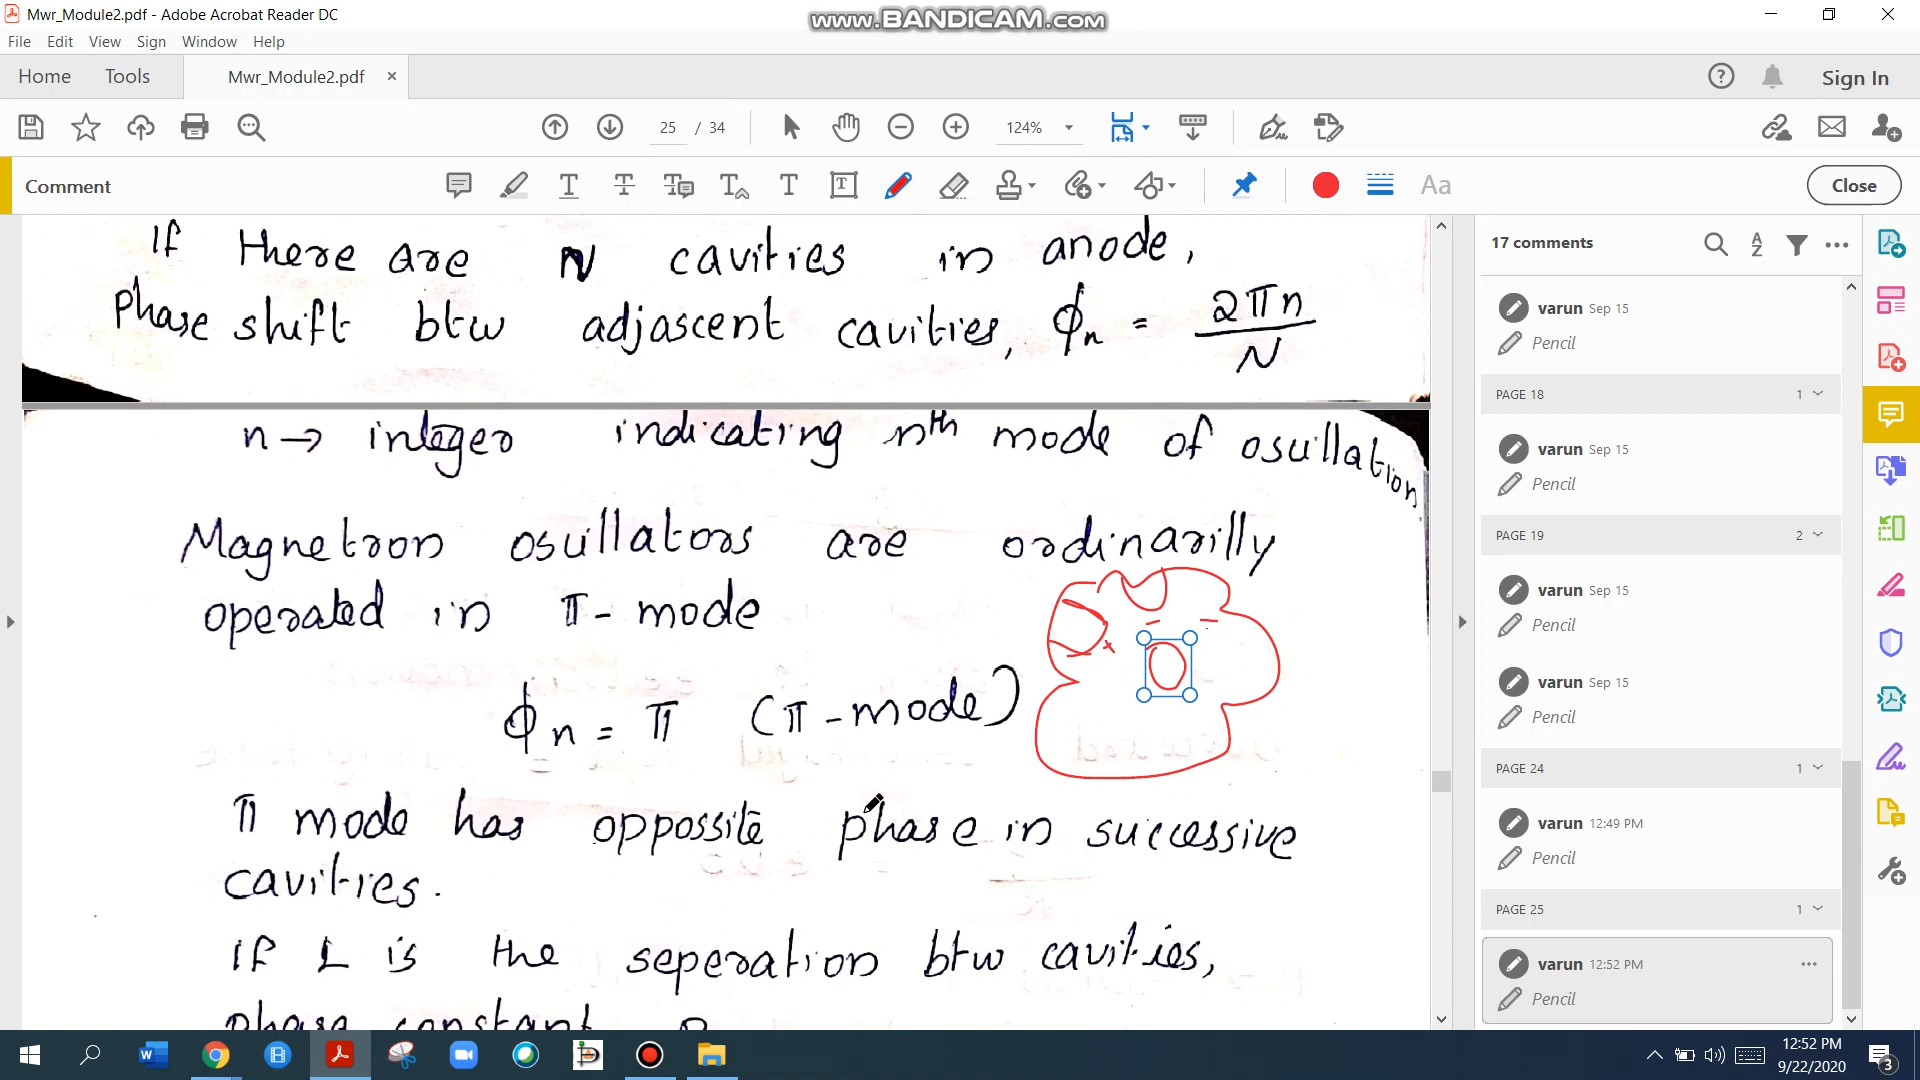 Mwr_Module2.pdf - Adobe Acrobat Reader DC
www.BANDICAM.com
File Edit View Sign Window Help
Home Tools Mwr_Module2.pdf × Sign In
25 / 34 124%
Comment Aa Close
If there are N cavities in anode,
Phase shift btw adjascent cavities, ϕn = 2πn/N
n → integer indicating nth mode of osullation
Magnetron osullators are ordinarilly
operated in π - mode
ϕn = π (π - mode)
+ - -
π mode has oppossite phase in successive
cavities.
If L is the seperation btw cavities,
phase constant
17 comments
varun Sep 15
Pencil
PAGE 18 1
varun Sep 15
Pencil
PAGE 19 2
varun Sep 15
Pencil
varun Sep 15
Pencil
PAGE 24 1
varun 12:49 PM
Pencil
PAGE 25 1
varun 12:52 PM
Pencil
12:52 PM
9/22/2020
3